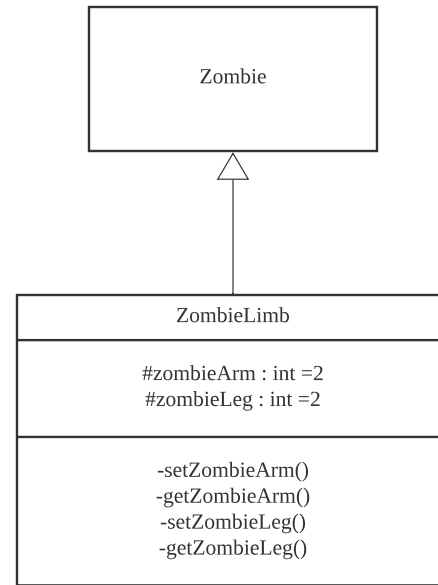 Zombie
ZombieLimb
#zombieArm : int =2
#zombieLeg : int =2
-setZombieArm()
-getZombieArm()
-setZombieLeg()
-getZombieLeg()